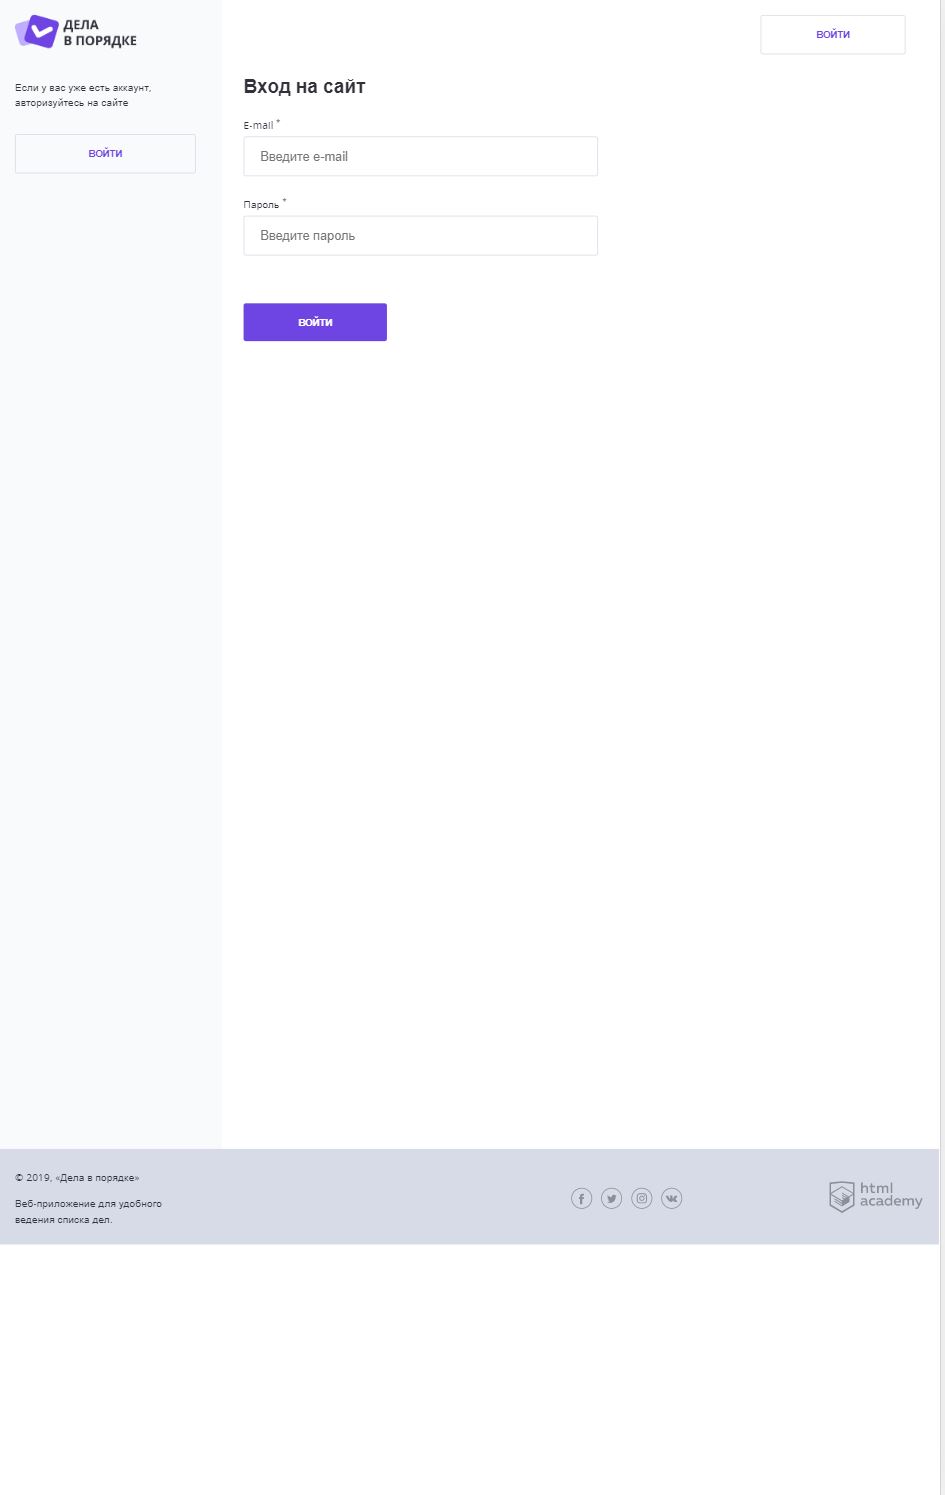 ДЕЛА
В ПОРЯДКЕ
ВОЙТИ
Если у вас уже есть аккаунт,
авторизуйтесь на сайте
ВОЙТИ
Вход на сайт
E-mail *
Введите e-mail
Пароль *
Введите пароль
ВОЙТИ
© 2019, «Дела в порядке»
Веб-приложение для удобного
ведения списка дел.
html
academy